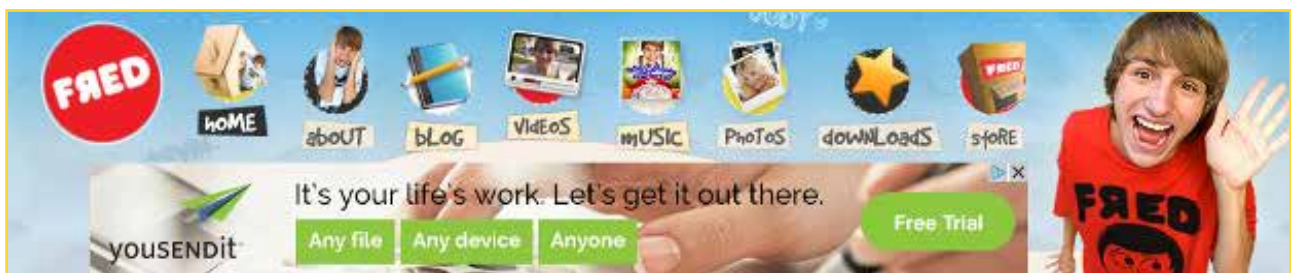 FRED
hoME
aboUT
bLOG
VIdEoS
mUSIC
PhoToS
doWNLoadS
stoRE
FRED
It's your life's work. Let's get it out there.
Any file
Any device
Anyone
Free Trial
YOUSENDit
FRED